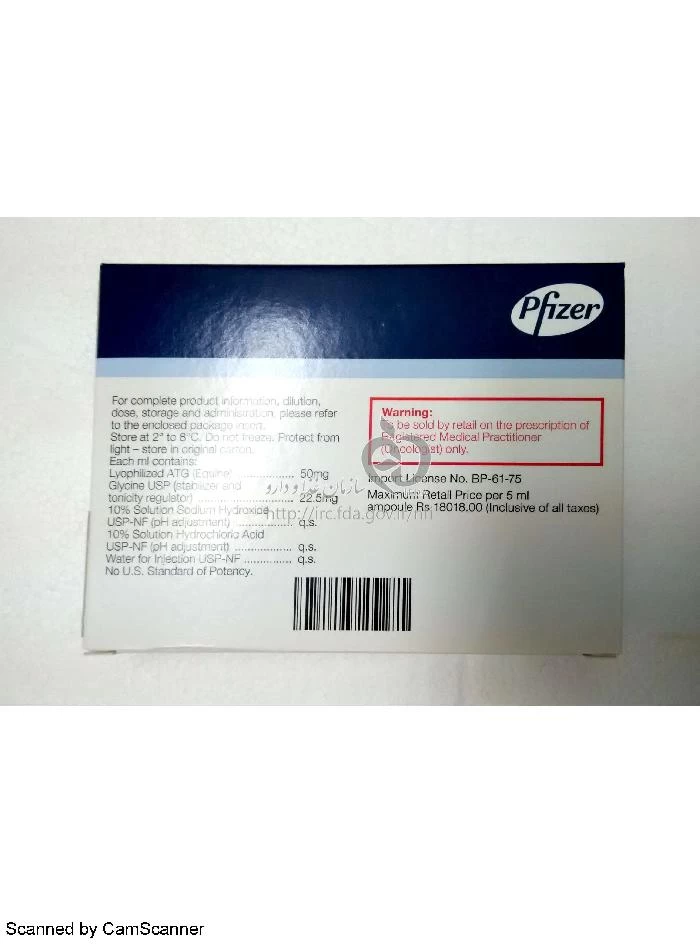 Pfizer
For complete product information, dilution,
dose, storage and administration, please refer
to the enclosed package insert.
Store at 2° to 8°C. Do not freeze. Protect from
light – store in original carton.
Each ml contains:
Lyophilized ATG (Equine) ................ 50mg
Glycine USP (stabilizer and
tonicity regulator) ........................ 22.5mg
10% Solution Sodium Hydroxide
USP-NF (pH adjustment) ............... q.s.
10% Solution Hydrochloric Acid
USP-NF (pH adjustment) ............... q.s.
Water for Injection USP-NF ............ q.s.
No U.S. Standard of Potency.
Warning:
To be sold by retail on the prescription of
Registered Medical Practitioner
(Oncologist) only.
Import License No. BP-61-75
Maximum Retail Price per 5 ml
ampoule Rs 18018.00 (Inclusive of all taxes)
سازمان غذا و دارو
http://irc.fda.gov.ir/nfi
Scanned by CamScanner